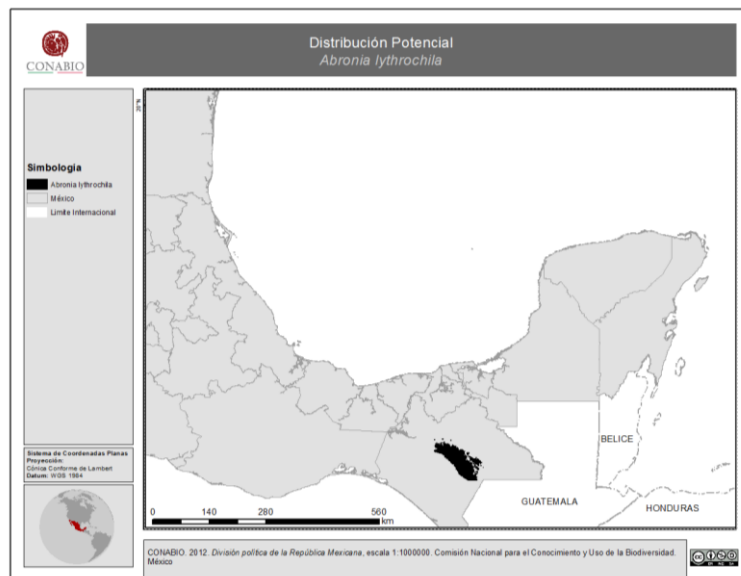 CONABIO
Distribución Potencial
Abronia lythrochila
Simbología
Abronia lythrochila
México
Limite Internacional
Sistema de Coordenadas Planas
Proyección:
Cónica Conforme de Lambert
Datum: WGS 1984
BELICE
GUATEMALA
HONDURAS
0 140 280 560
km
CONABIO. 2012. División política de la República Mexicana, escala 1:1000000. Comisión Nacional para el Conocimiento y Uso de la Biodiversidad.
México